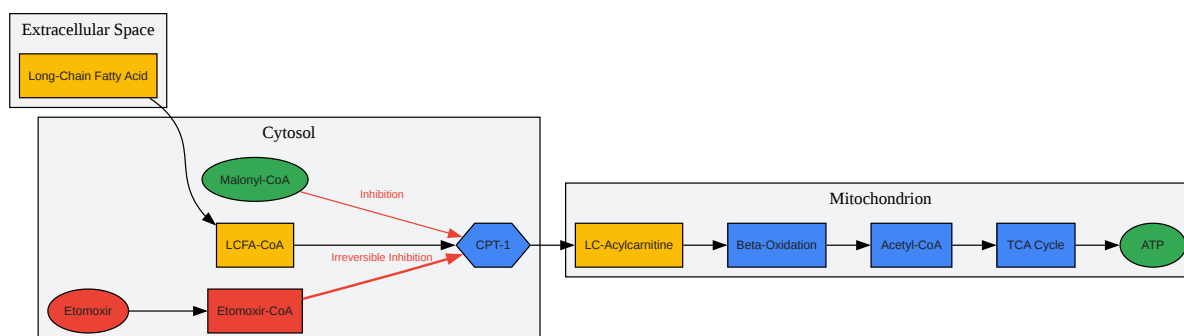 Extracellular Space
Long-Chain Fatty Acid
Cytosol
Malonyl-CoA
Inhibition
Mitochondrion
LCFA-CoA
CPT-1
LC-Acylcarnitine
Beta-Oxidation
Acetyl-CoA
TCA Cycle
ATP
Irreversible Inhibition
Etomoxir
Etomoxir-CoA